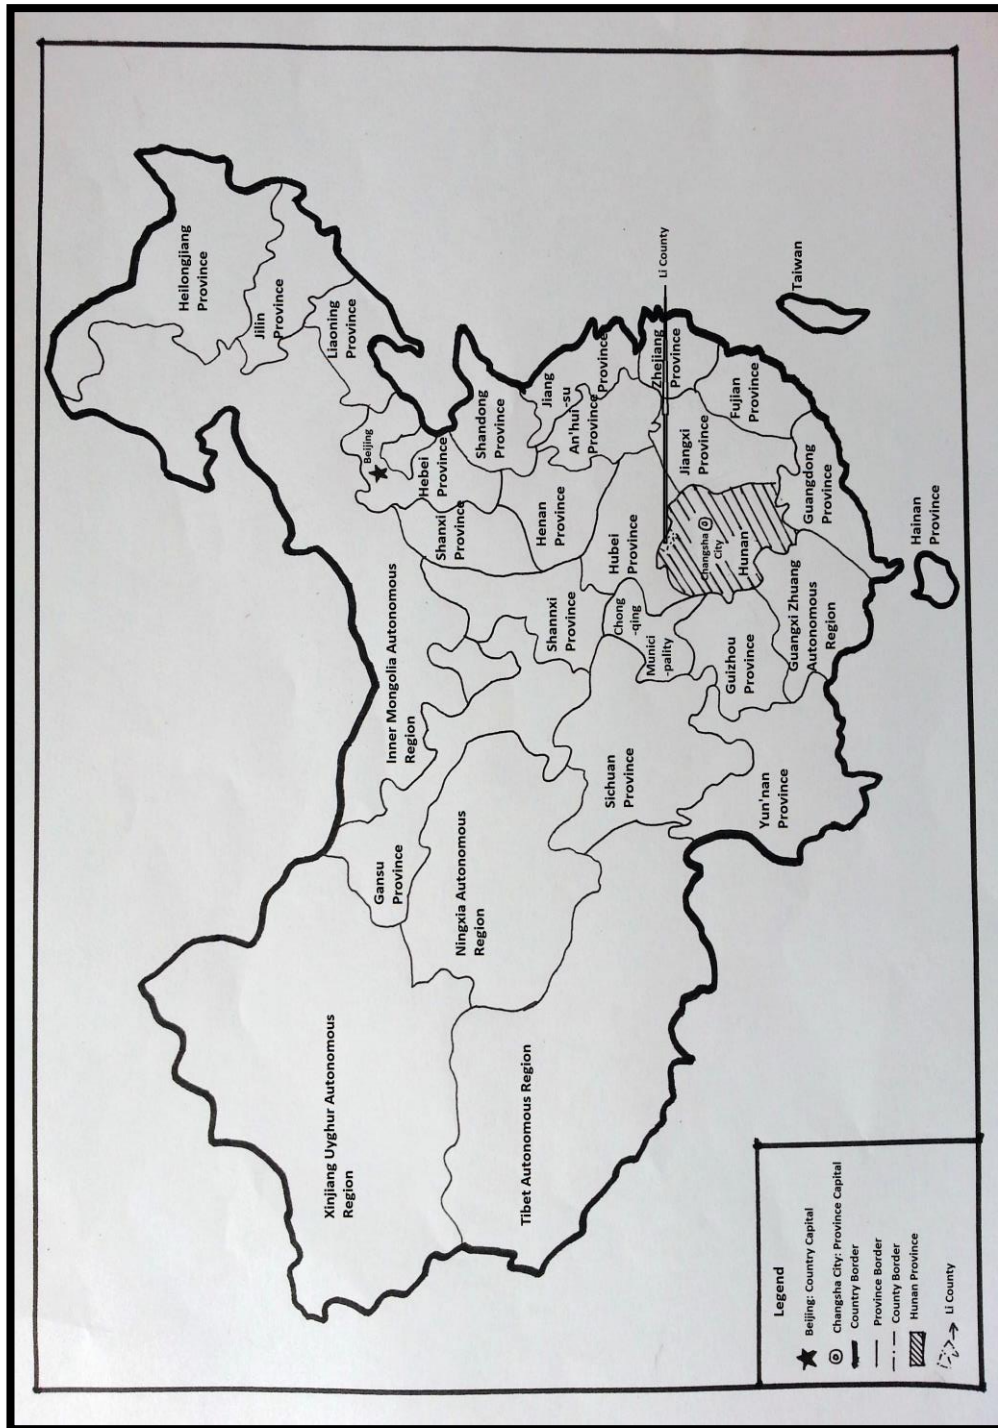 Heilongjiang
Province
Jilin
Province
Liaoning
Province
Inner Mongolia Autonomous
Region
Beijing
Hebei
Province
Shanxi
Province
Shandong
Province
Henan
Province
Jiang
-su
Province
An'hui
Province
Xinjiang Uyghur Autonomous
Region
Gansu
Province
Ningxia Autonomous
Region
Shannxi
Province
Tibet Autonomous Region
Sichuan
Province
Chong
-qing
Munici
-pality
Hubei
Province
Li County
Zhejiang
Province
Changsha
City
Hunan
Jiangxi
Province
Fujian
Province
Taiwan
Guizhou
Province
Yun'nan
Province
Guangxi Zhuang
Autonomous
Region
Guangdong
Province
Hainan
Province
Legend
Beijing: Country Capital
Changsha City: Province Capital
Country Border
Province Border
County Border
Hunan Province
Li County